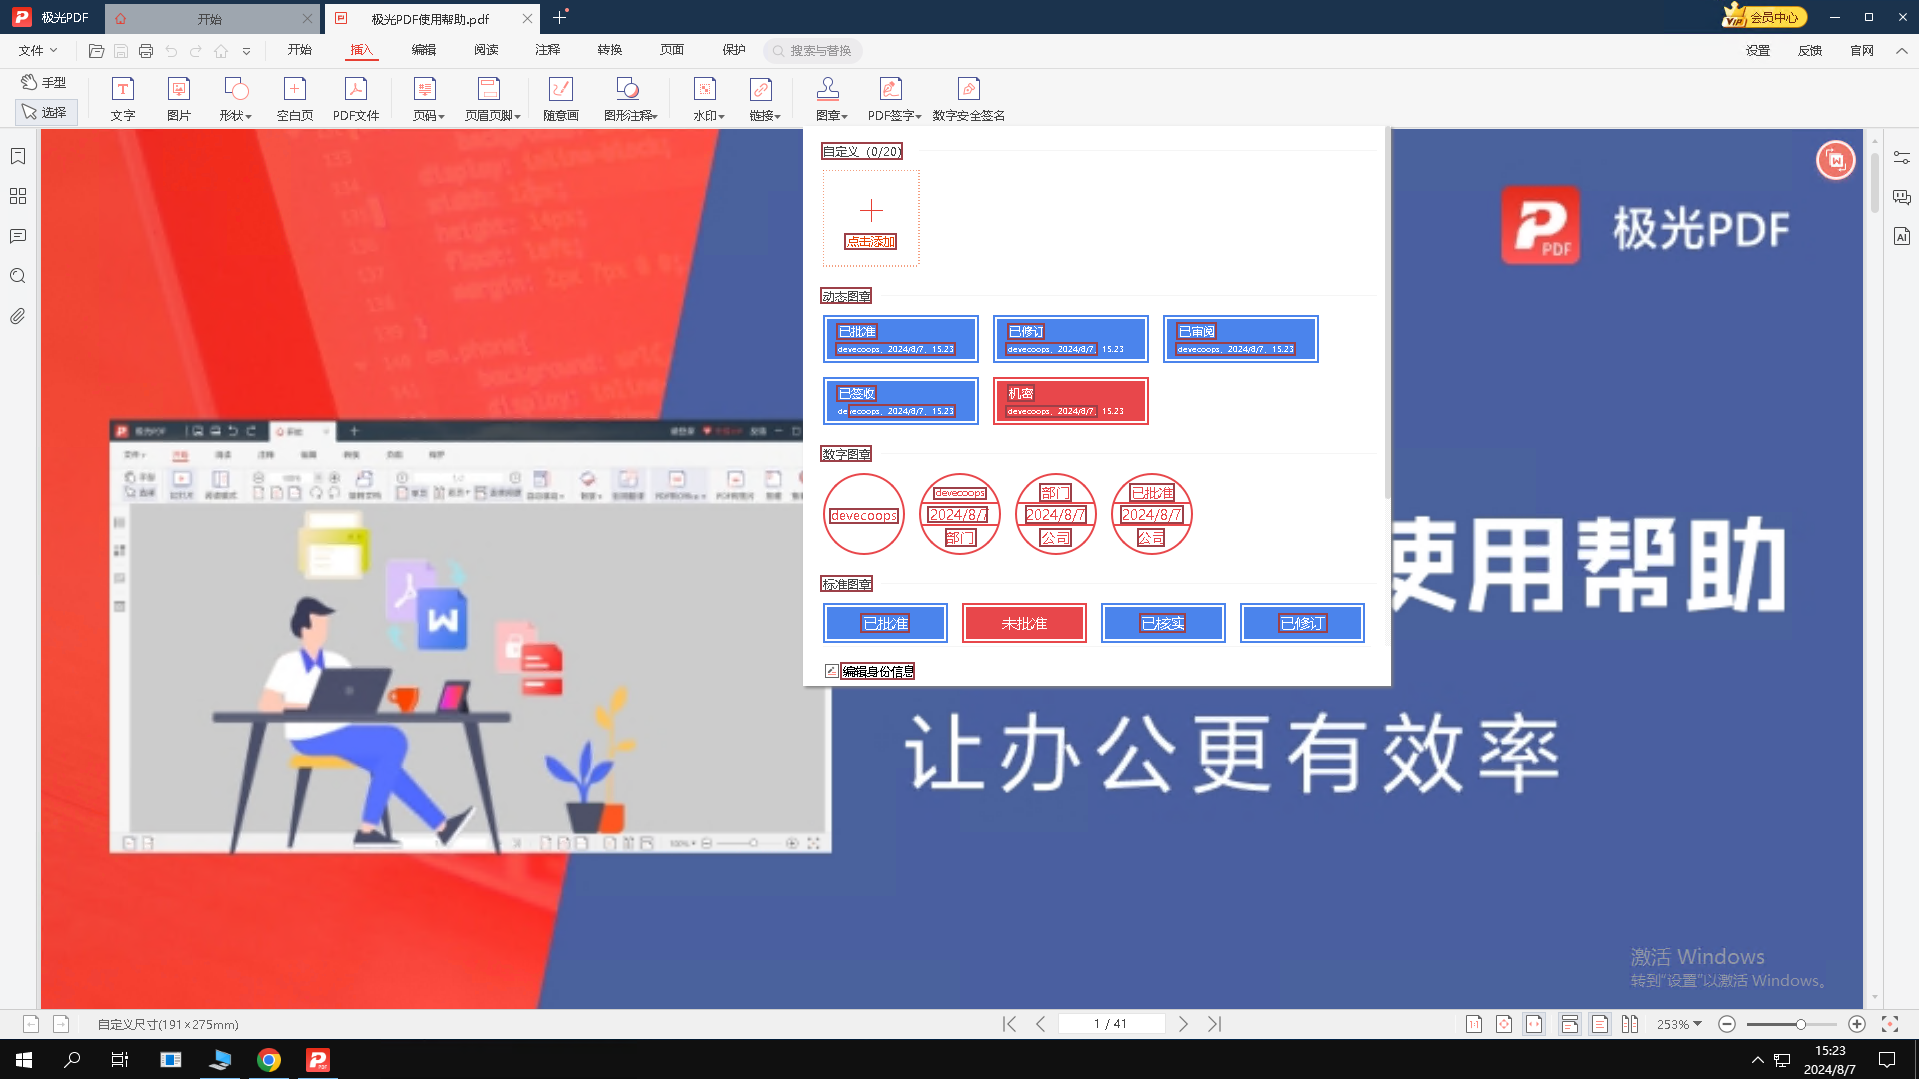 极光PDF
开始
极光PDF使用帮助.pdf
会员中心
文件
开始
插入
编辑
阅读
注释
转换
页面
保护
搜索与替换
设置
反馈
官网
手型
选择
文字
图片
形状
空白页
PDF文件
页码
页眉页脚
随意画
图形注释
水印
链接
图章
PDF签字
数字安全签名
自定义（0/20）
点击添加
动态图章
已批准
devecoops, 2024/8/7, 15.23
已修订
devecoops, 2024/8/7, 15.23
已审阅
devecoops, 2024/8/7, 15.23
已签收
devecoops, 2024/8/7, 15.23
机密
devecoops, 2024/8/7, 15.23
数字图章
devecoops
devecoops
2024/8/7
部门
部门
2024/8/7
公司
已批准
2024/8/7
公司
标准图章
已批准
未批准
已核实
已修订
编辑身份信息
极光PDF
使用帮助
让办公更有效率
激活 Windows
转到“设置”以激活 Windows。
自定义尺寸(191×275mm)
1 / 41
253%
15:23
2024/8/7